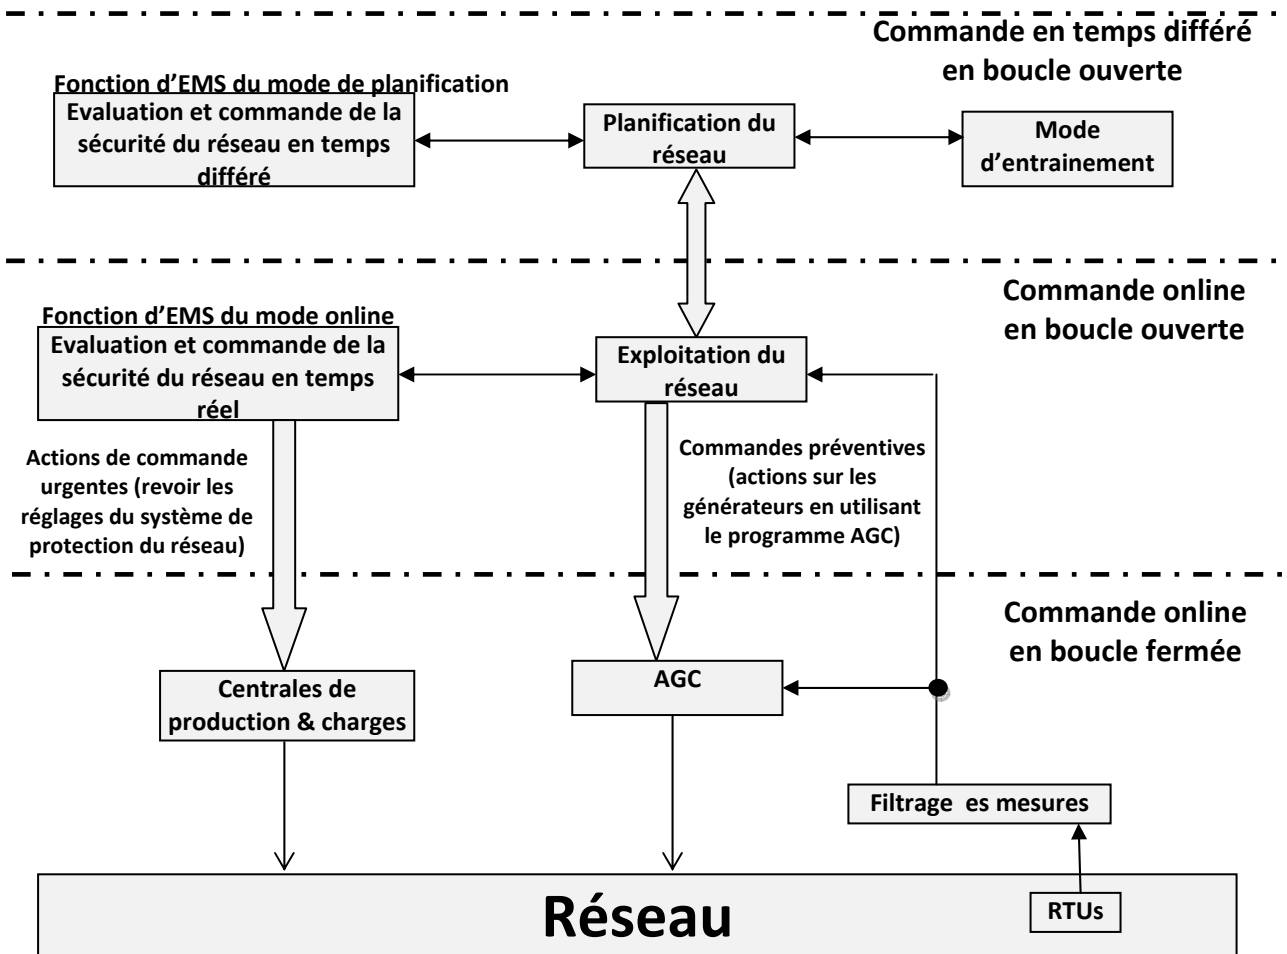 Commande en temps différé
en boucle ouverte
Fonction d’EMS du mode de planification
Evaluation et commande de la
sécurité du réseau en temps
différé
Planification du
réseau
Mode
d’entrainement
Commande online
en boucle ouverte
Fonction d’EMS du mode online
Evaluation et commande de la
sécurité du réseau en temps
réel
Exploitation du
réseau
Actions de commande
urgentes (revoir les
réglages du système de
protection du réseau)
Commandes préventives
(actions sur les
générateurs en utilisant
le programme AGC)
Commande online
en boucle fermée
Centrales de
production & charges
AGC
Filtrage es mesures
Réseau
RTUs